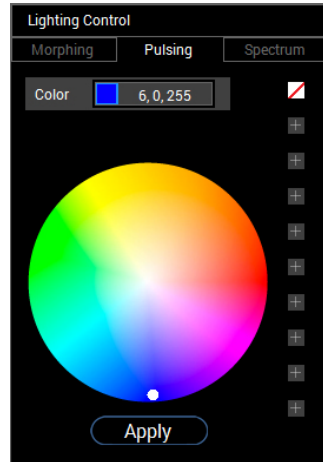 Lighting Control
Morphing Pulsing Spectrum
Color 6, 0, 255
Apply